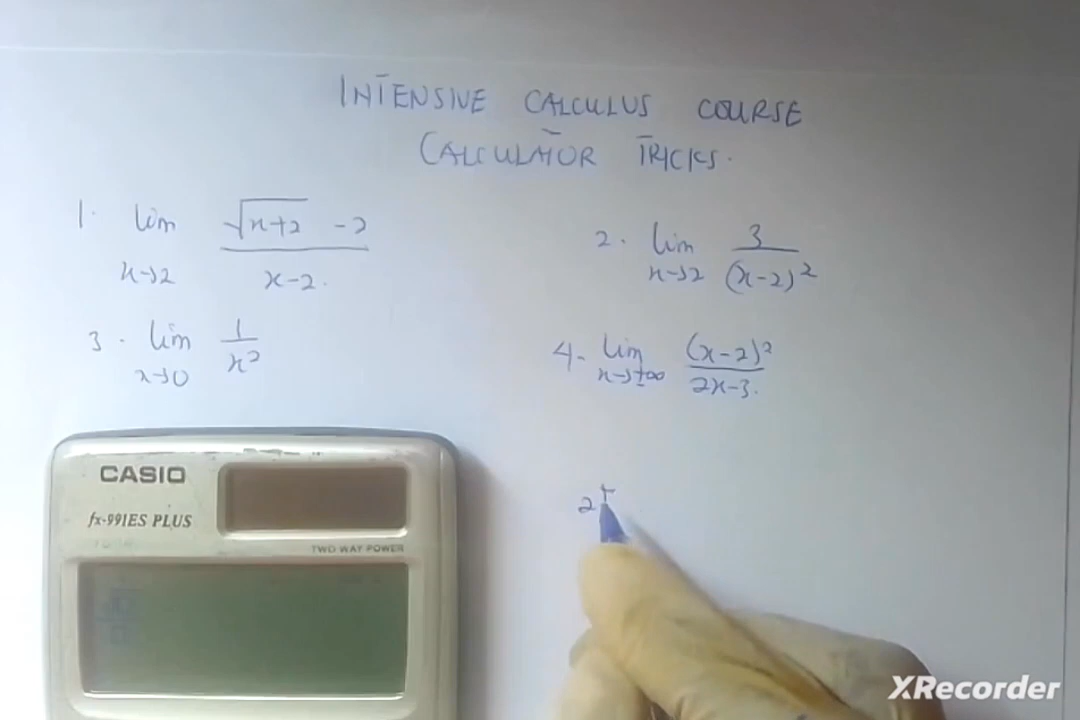 INTENSIVE CALCULUS COURSE
CALCULATOR TRICKS.
1. lim √x+2 -2
x→2 x-2.
2. lim 3
x→2 (x-2)²
3. lim 1
x→0 x²
4- lim (x-2)²
x→+∞ 2x-3.
CASIO
fx-991ES PLUS
TWO WAY POWER
2⁺
XRecorder